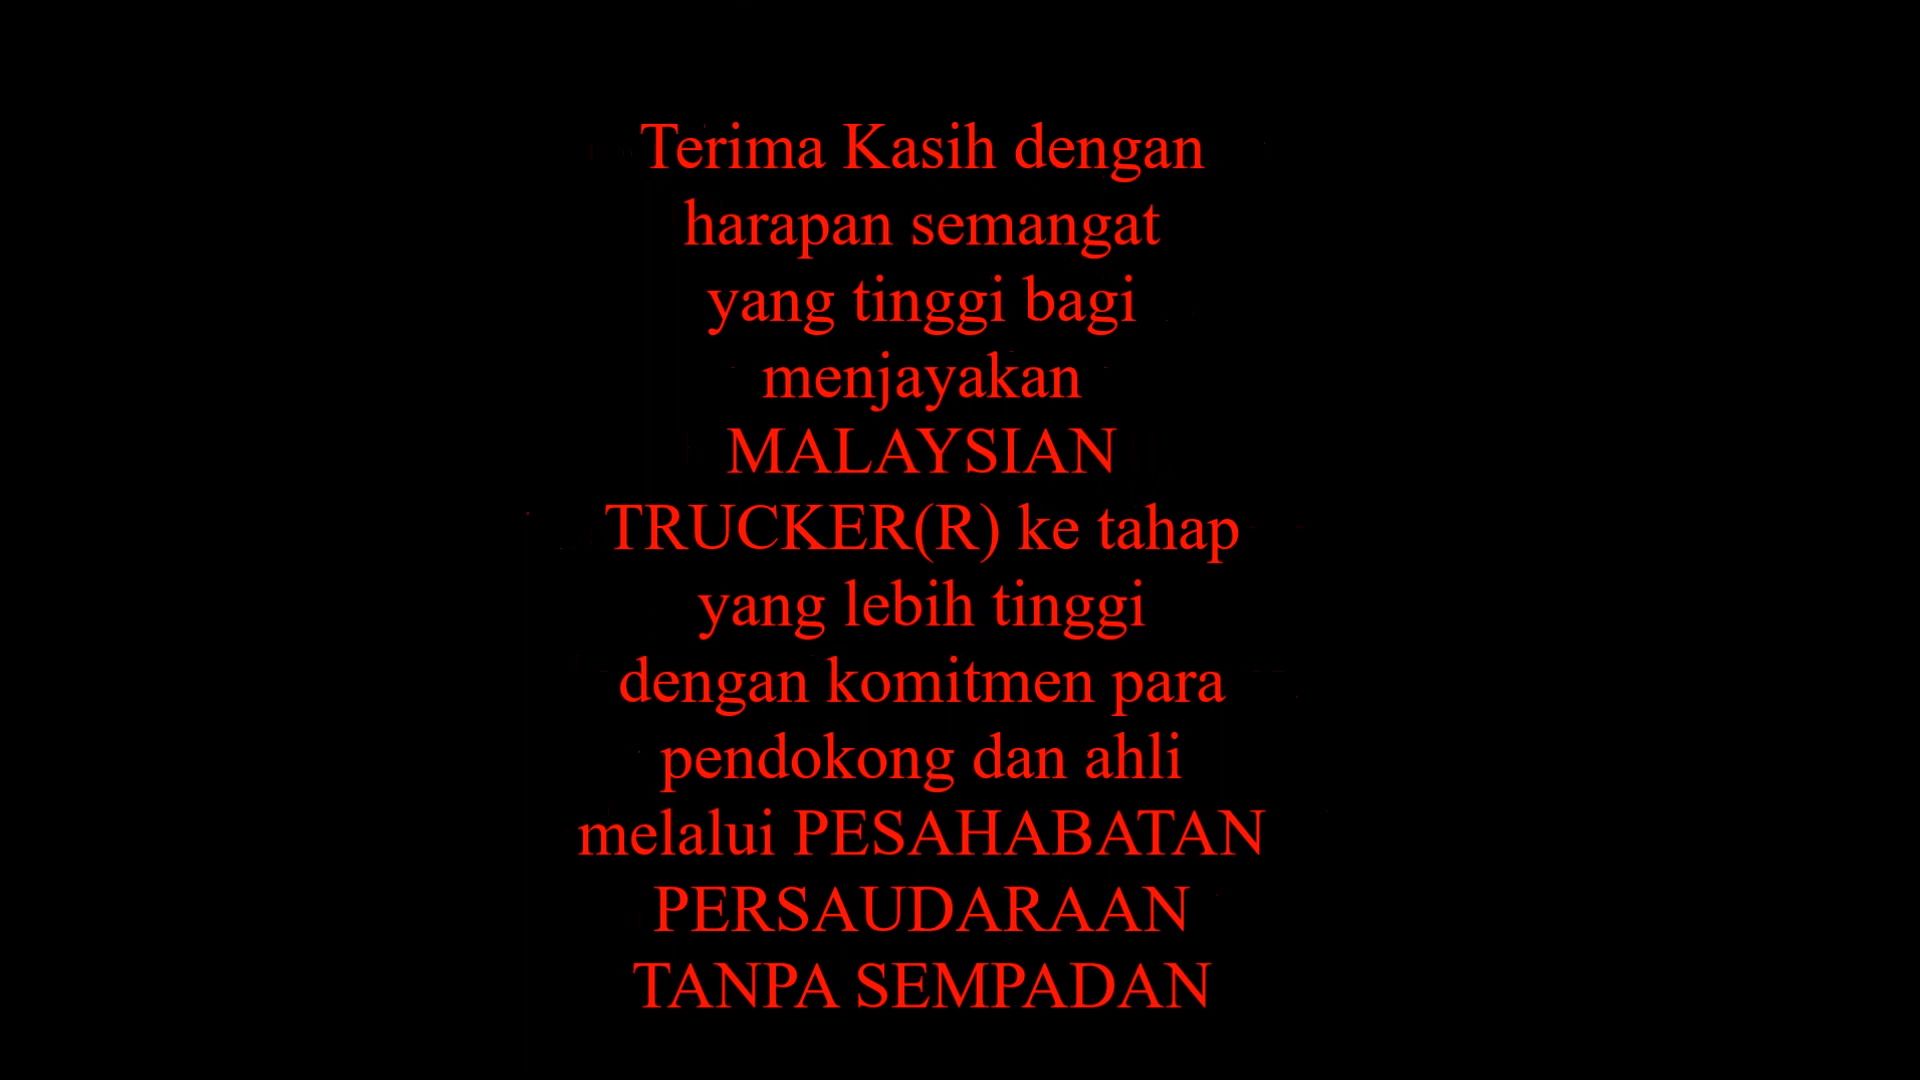 Terima Kasih dengan
harapan semangat
yang tinggi bagi
menjayakan
MALAYSIAN
TRUCKER(R) ke tahap
yang lebih tinggi
dengan komitmen para
pendokong dan ahli
melalui PESAHABATAN
PERSAUDARAAN
TANPA SEMPADAN